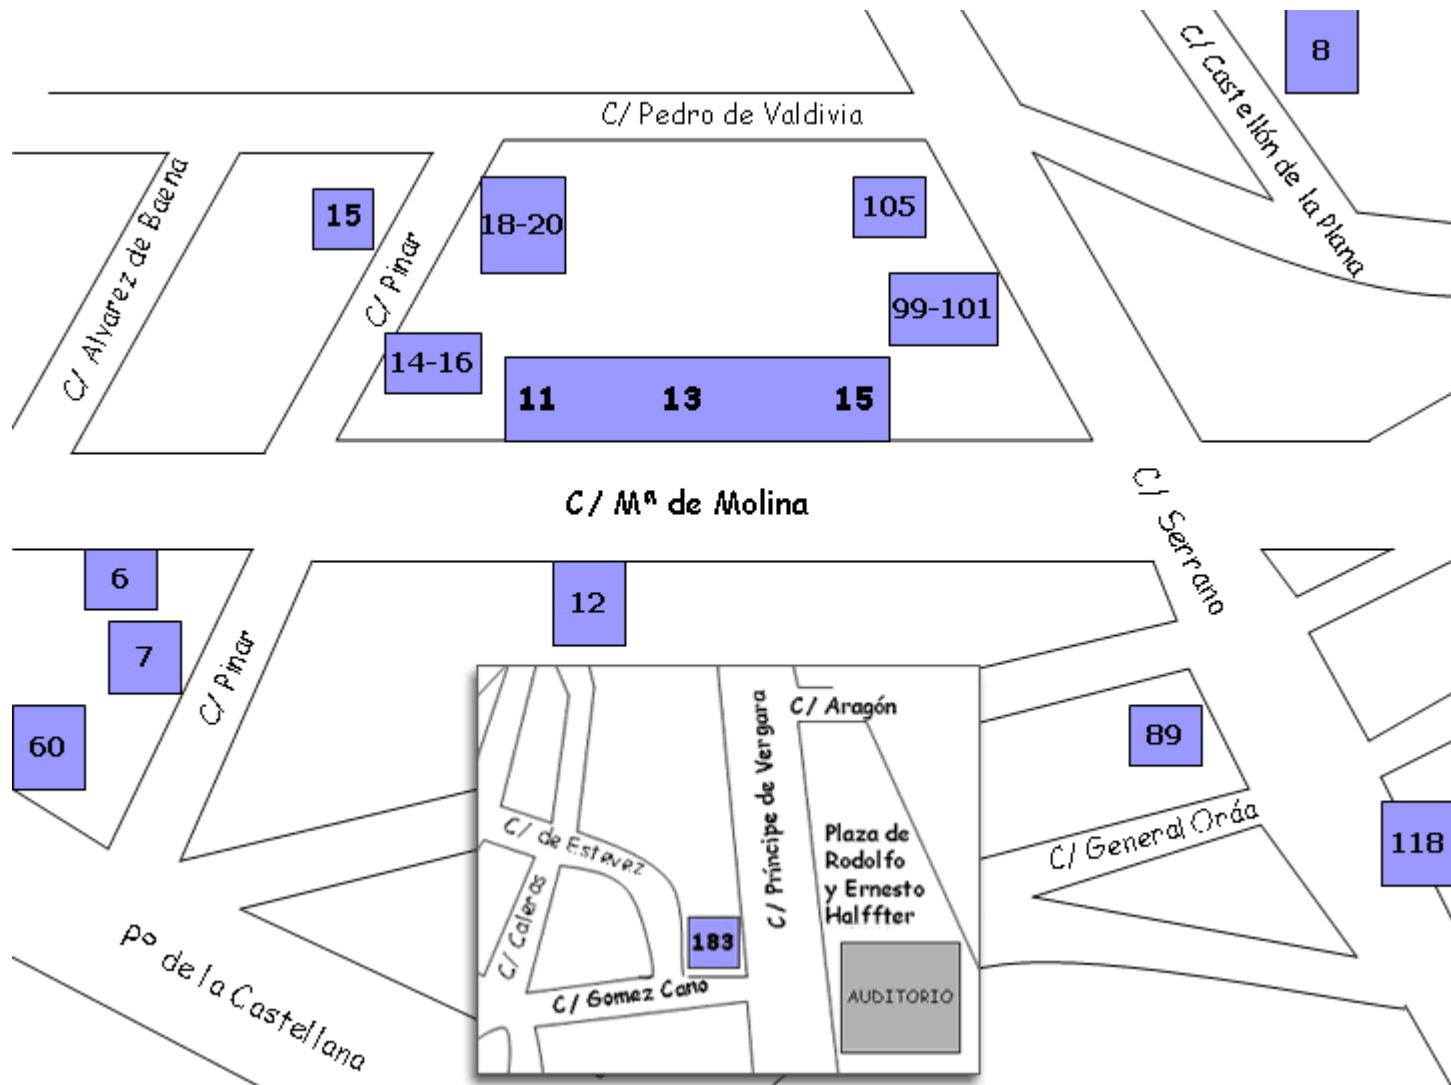 8
C/ Castellón de la Plana
C/ Pedro de Valdivia
C/ Alvarez de Baena
15
18-20
105
C/ Pinar
99-101
14-16
11 13 15
C/ Mª de Molina
C/ Serrano
6
12
7
C/ Pinar
60
89
C/ General Oráa
118
Pº de la Castellana
C/ Aragón
C/ Príncipe de Vergara
C/ de Estevez
Plaza de
Rodolfo
y Ernesto
Halffter
C/ Caleros
183
C/ Gomez Cano
AUDITORIO